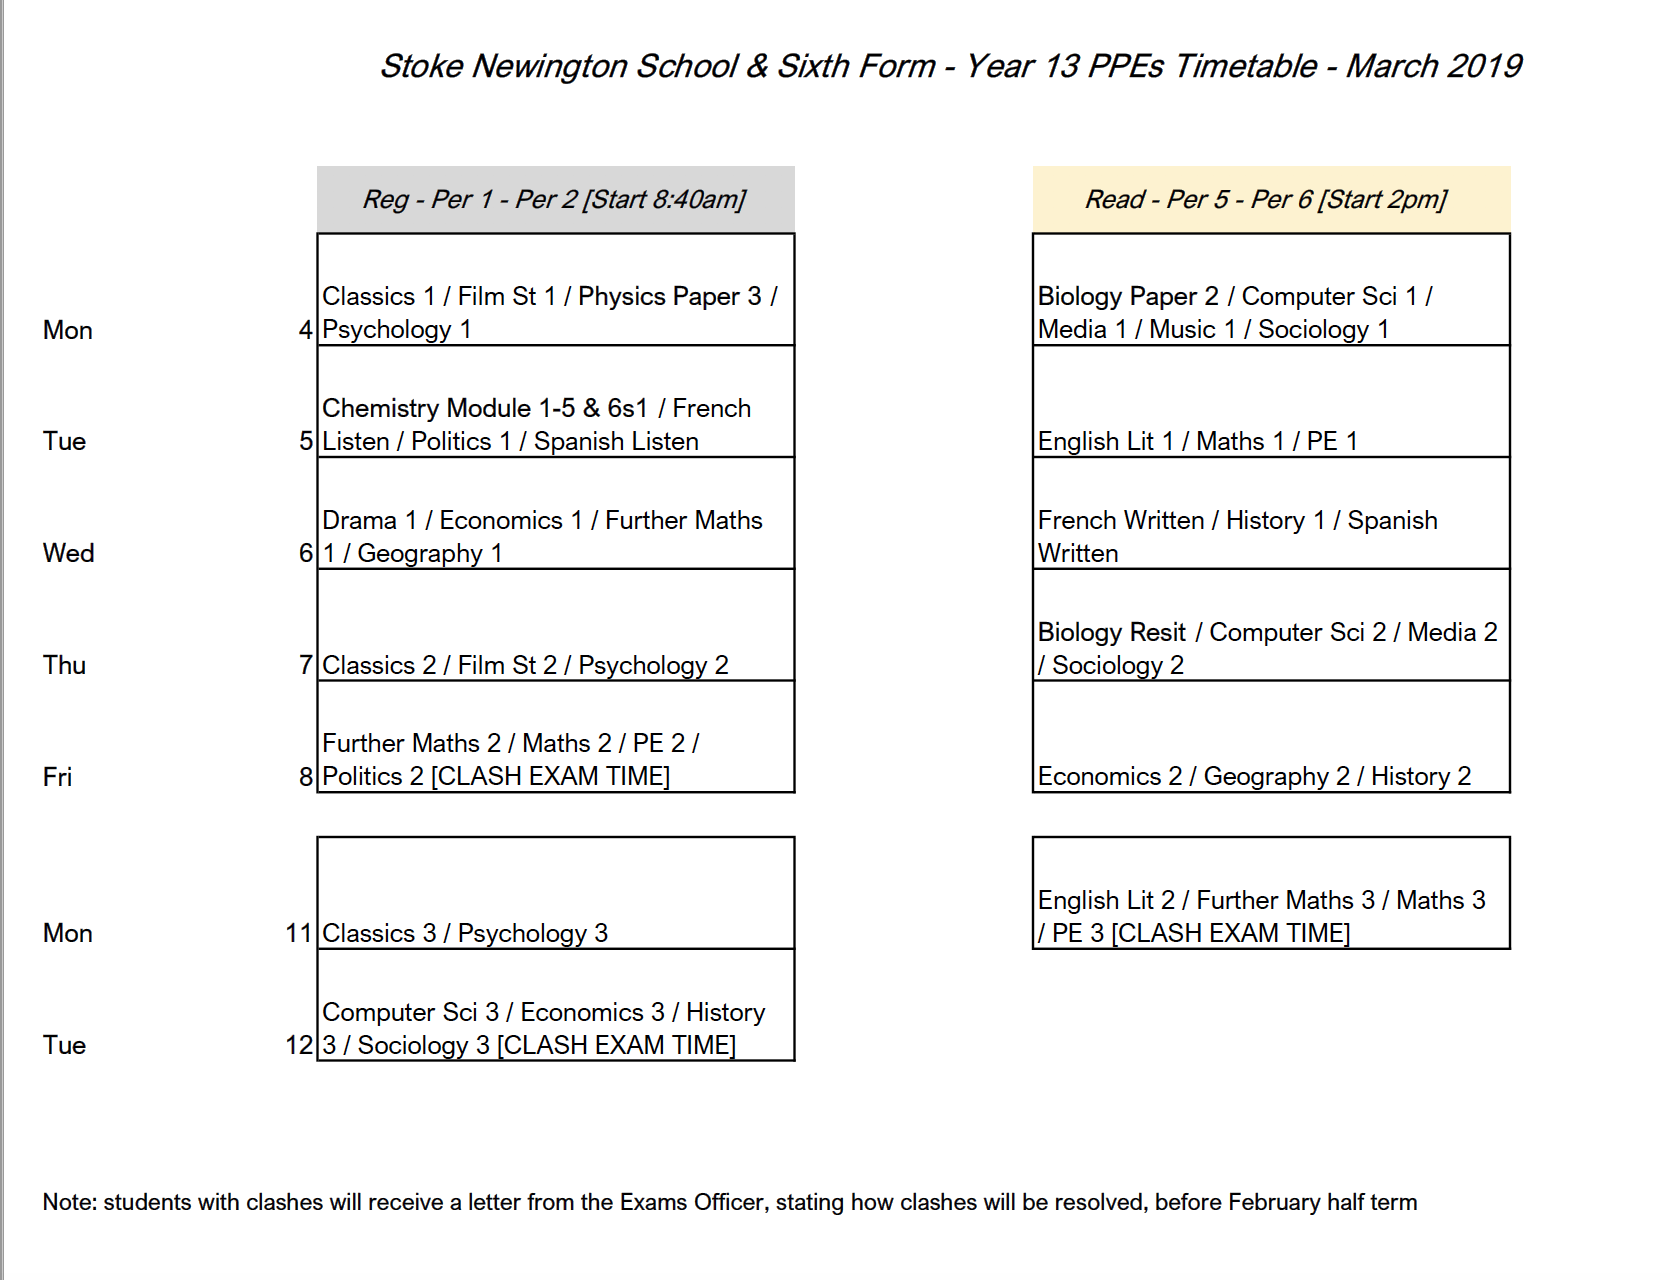 Stoke Newington School & Sixth Form - Year 13 PPEs Timetable - March 2019
Reg - Per 1 - Per 2 [Start 8:40am]
Read - Per 5 - Per 6 [Start 2pm]
Mon
4
Classics 1 / Film St 1 / Physics Paper 3 /
Psychology 1
Biology Paper 2 / Computer Sci 1 /
Media 1 / Music 1 / Sociology 1
Tue
5
Chemistry Module 1-5 & 6s1 / French
Listen / Politics 1 / Spanish Listen
English Lit 1 / Maths 1 / PE 1
Wed
6
Drama 1 / Economics 1 / Further Maths
1 / Geography 1
French Written / History 1 / Spanish
Written
Thu
7
Classics 2 / Film St 2 / Psychology 2
Biology Resit / Computer Sci 2 / Media 2
/ Sociology 2
Fri
8
Further Maths 2 / Maths 2 / PE 2 /
Politics 2 [CLASH EXAM TIME]
Economics 2 / Geography 2 / History 2
Mon
11
Classics 3 / Psychology 3
English Lit 2 / Further Maths 3 / Maths 3
/ PE 3 [CLASH EXAM TIME]
Tue
12
Computer Sci 3 / Economics 3 / History
3 / Sociology 3 [CLASH EXAM TIME]
Note: students with clashes will receive a letter from the Exams Officer, stating how clashes will be resolved, before February half term